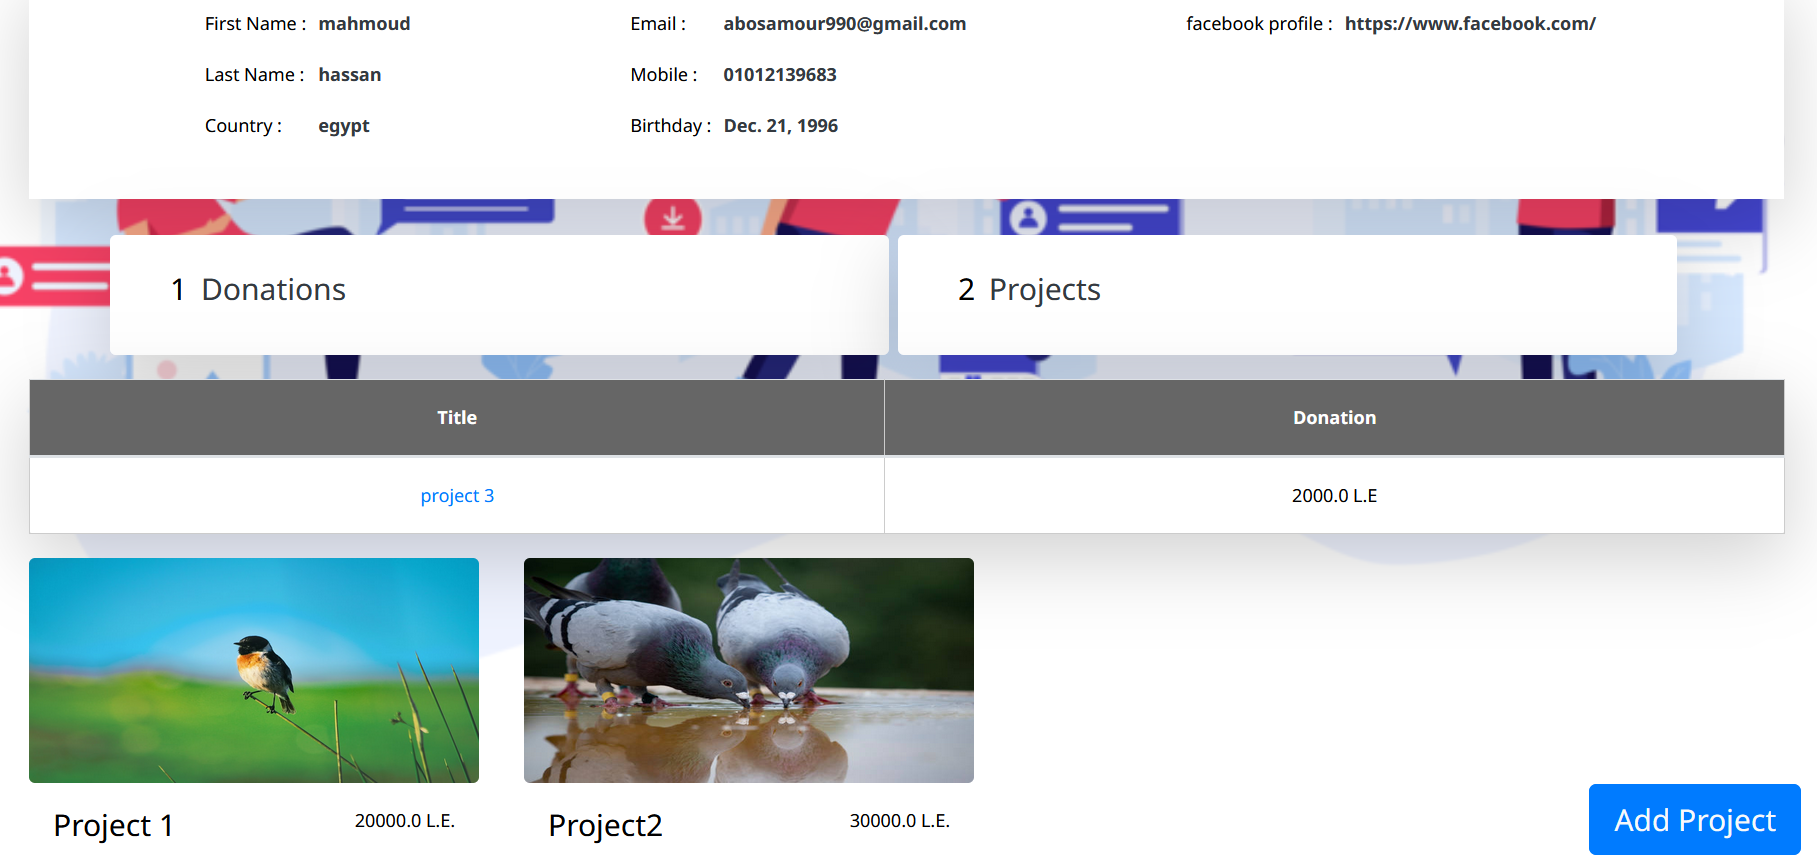 First Name : mahmoud Email : abosamour990@gmail.com facebook profile : https://www.facebook.com/
Last Name : hassan Mobile : 01012139683
Country : egypt Birthday : Dec. 21, 1996
1 Donations 2 Projects
Title Donation
project 3 2000.0 L.E
Project 1 20000.0 L.E. Project2 30000.0 L.E.
Add Project